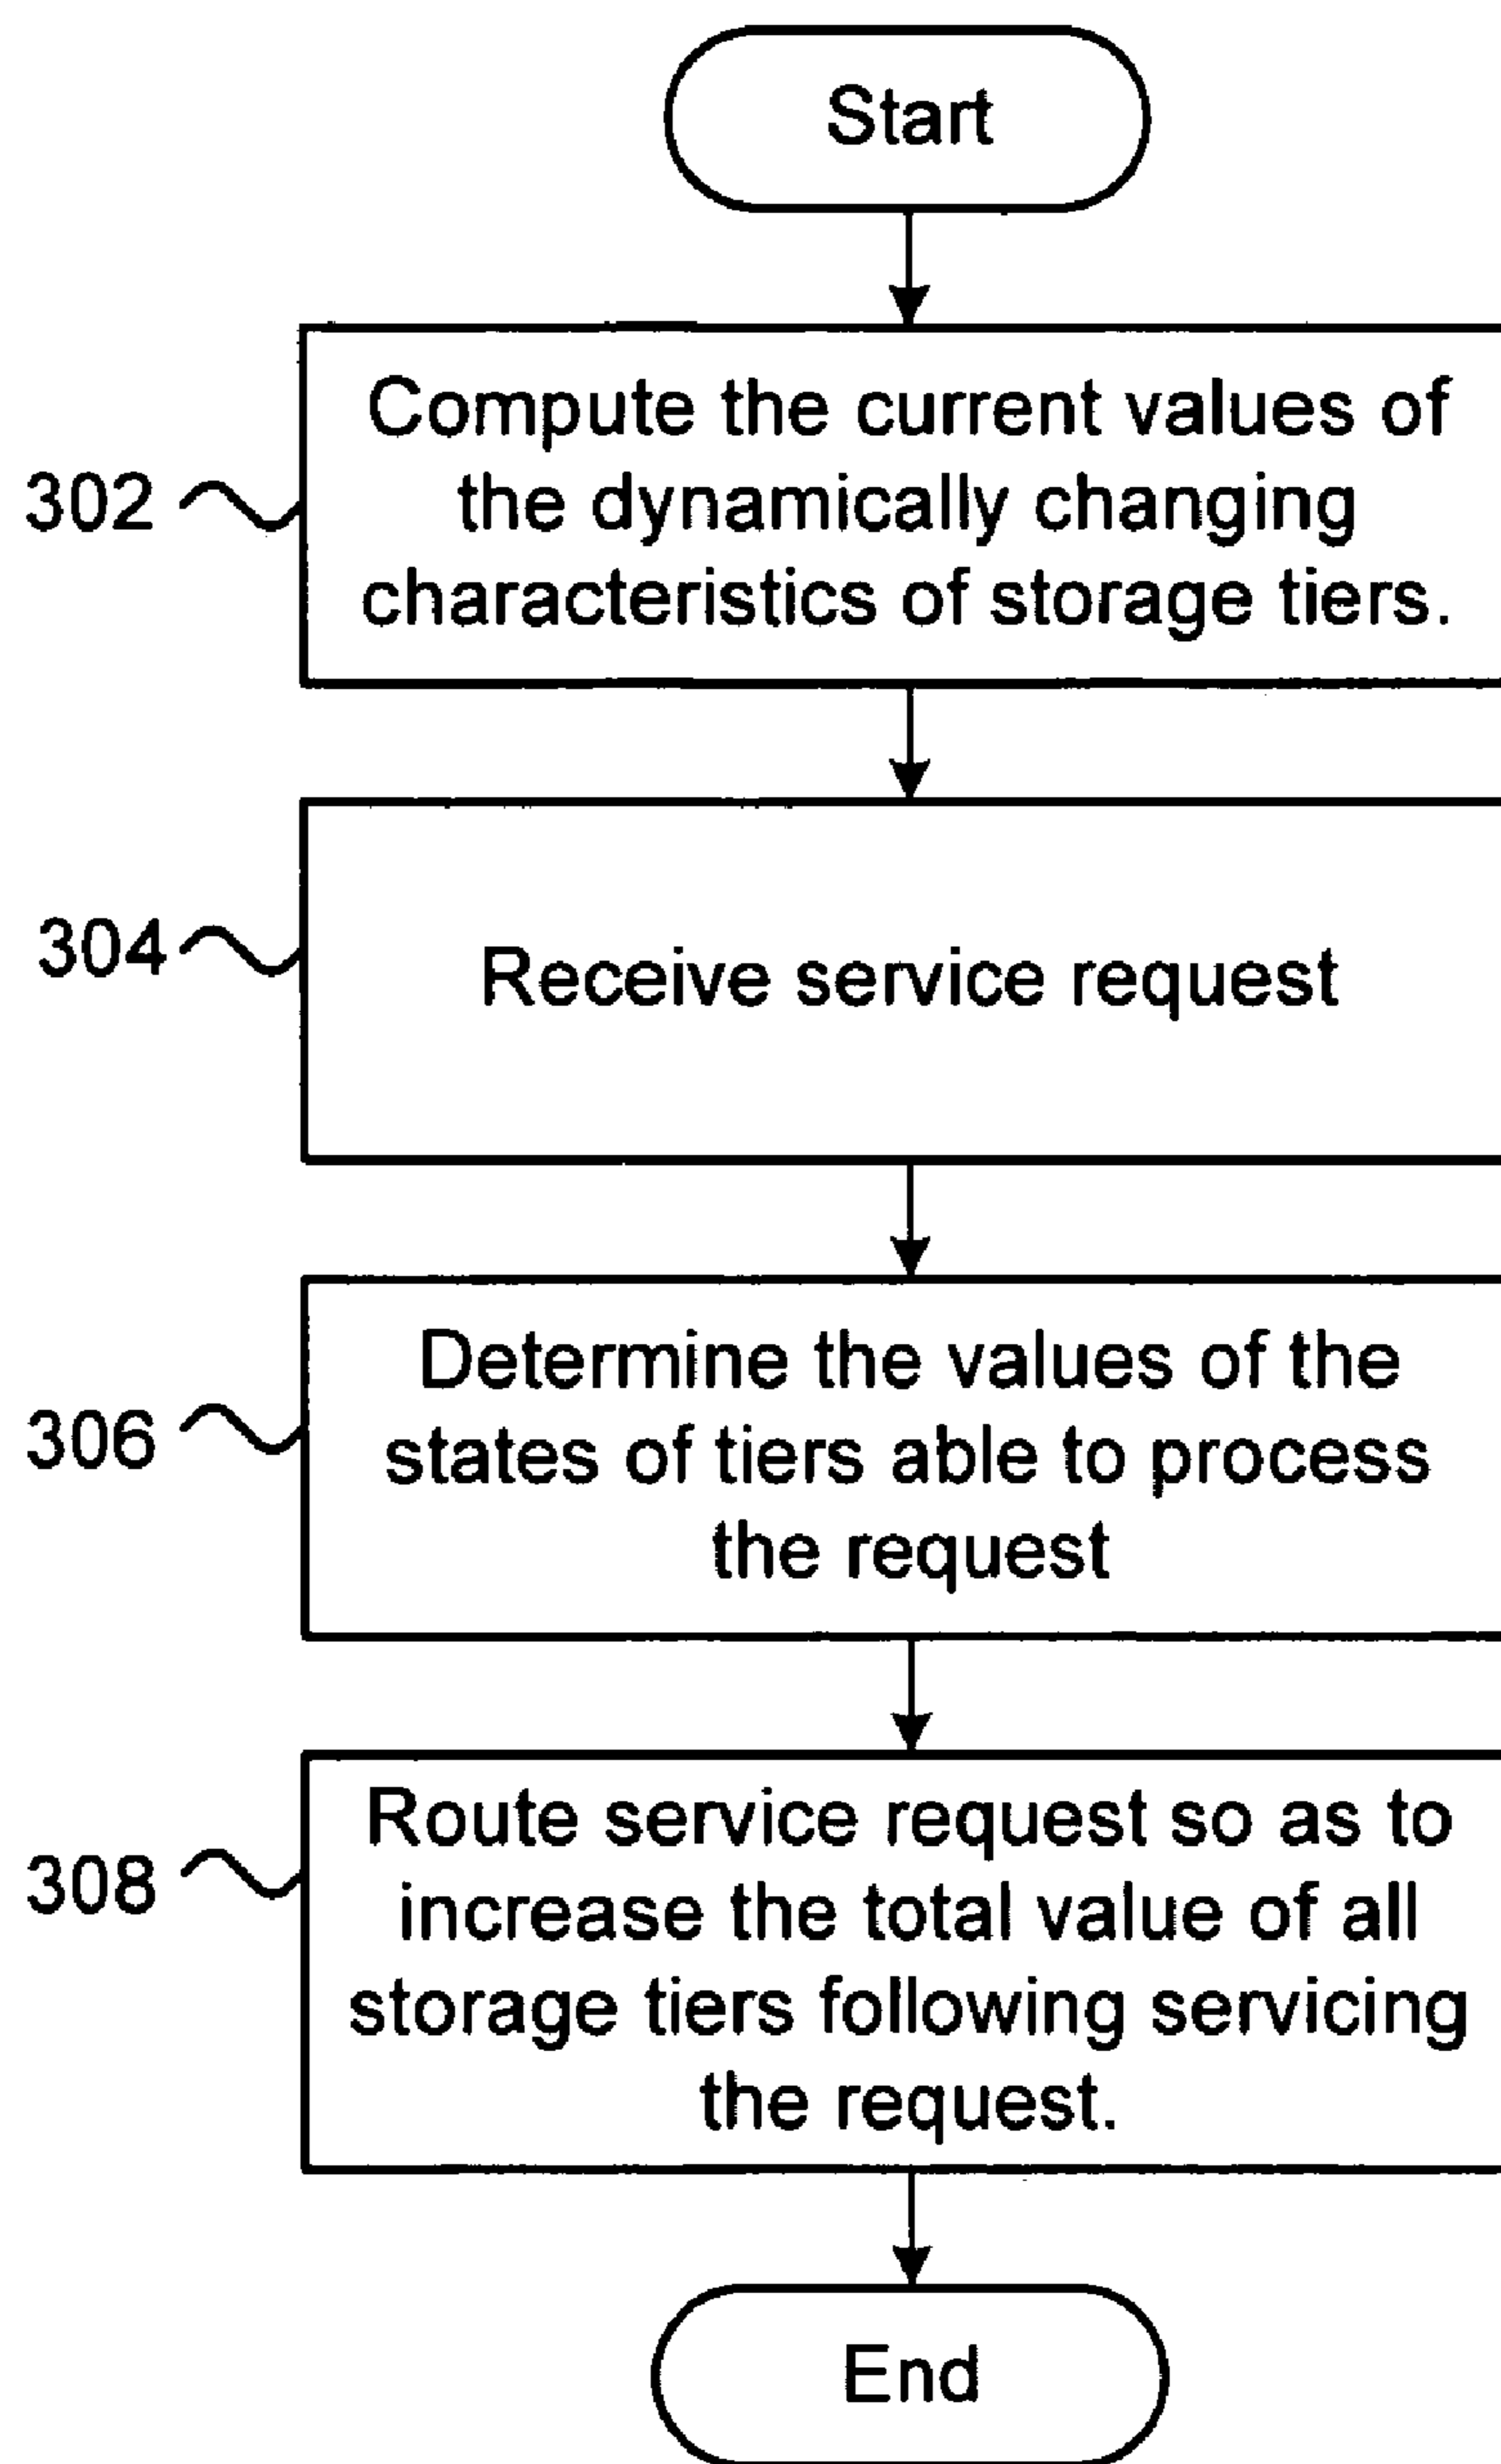 Start
302
Compute the current values of
the dynamically changing
characteristics of storage tiers.
304
Receive service request
306
Determine the values of the
states of tiers able to process
the request
308
Route service request so as to
increase the total value of all
storage tiers following servicing
the request.
End